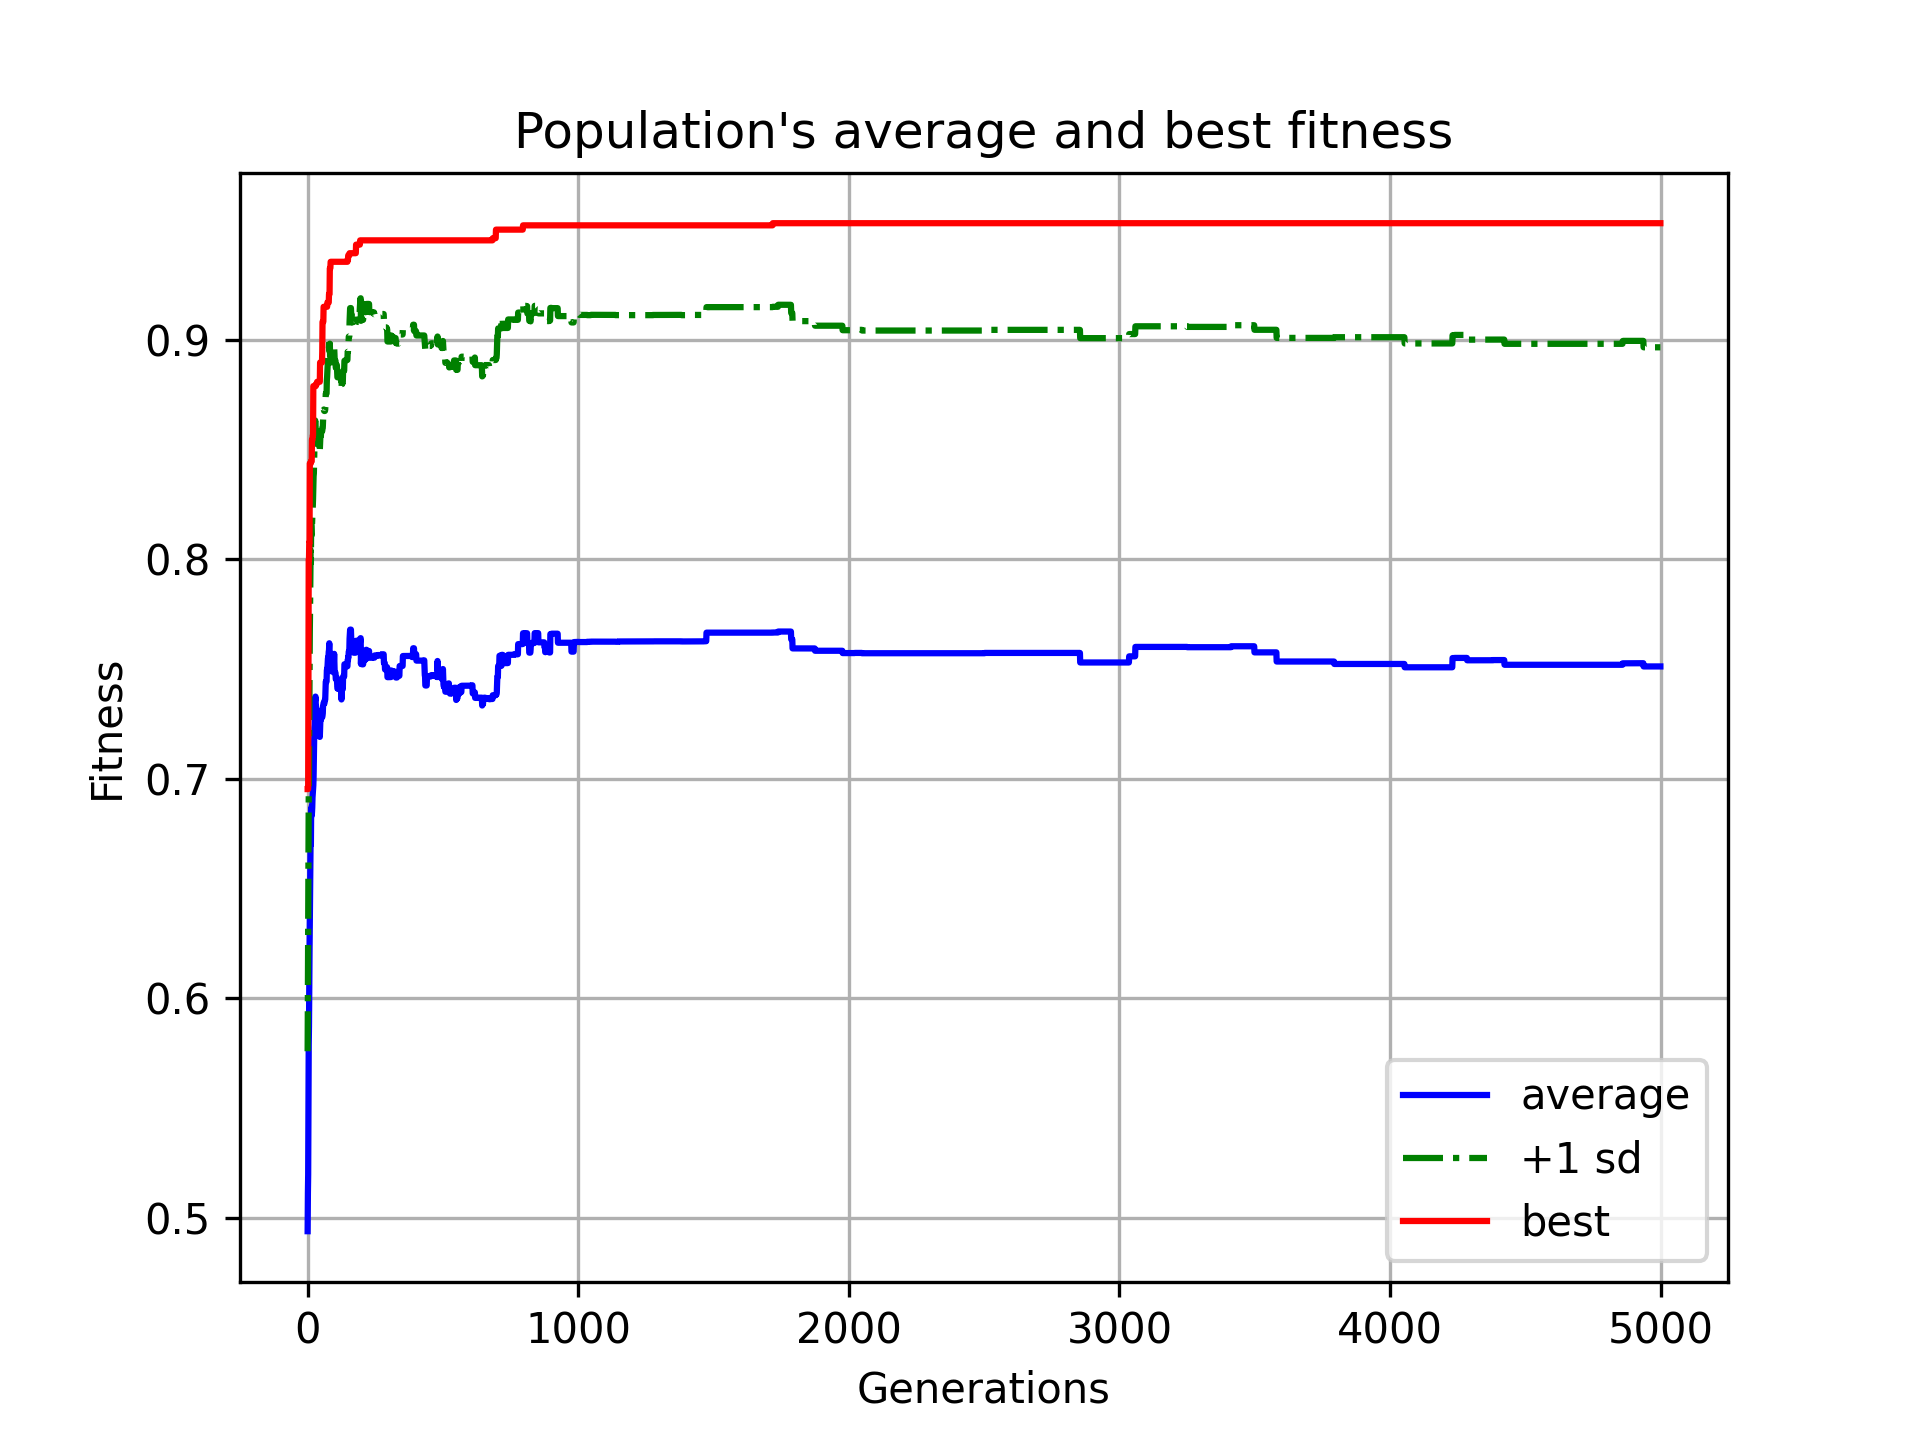 Population's average and best fitness
Fitness
0.9
0.8
0.7
0.6
0.5
0 1000 2000 3000 4000 5000
Generations
average
+1 sd
best